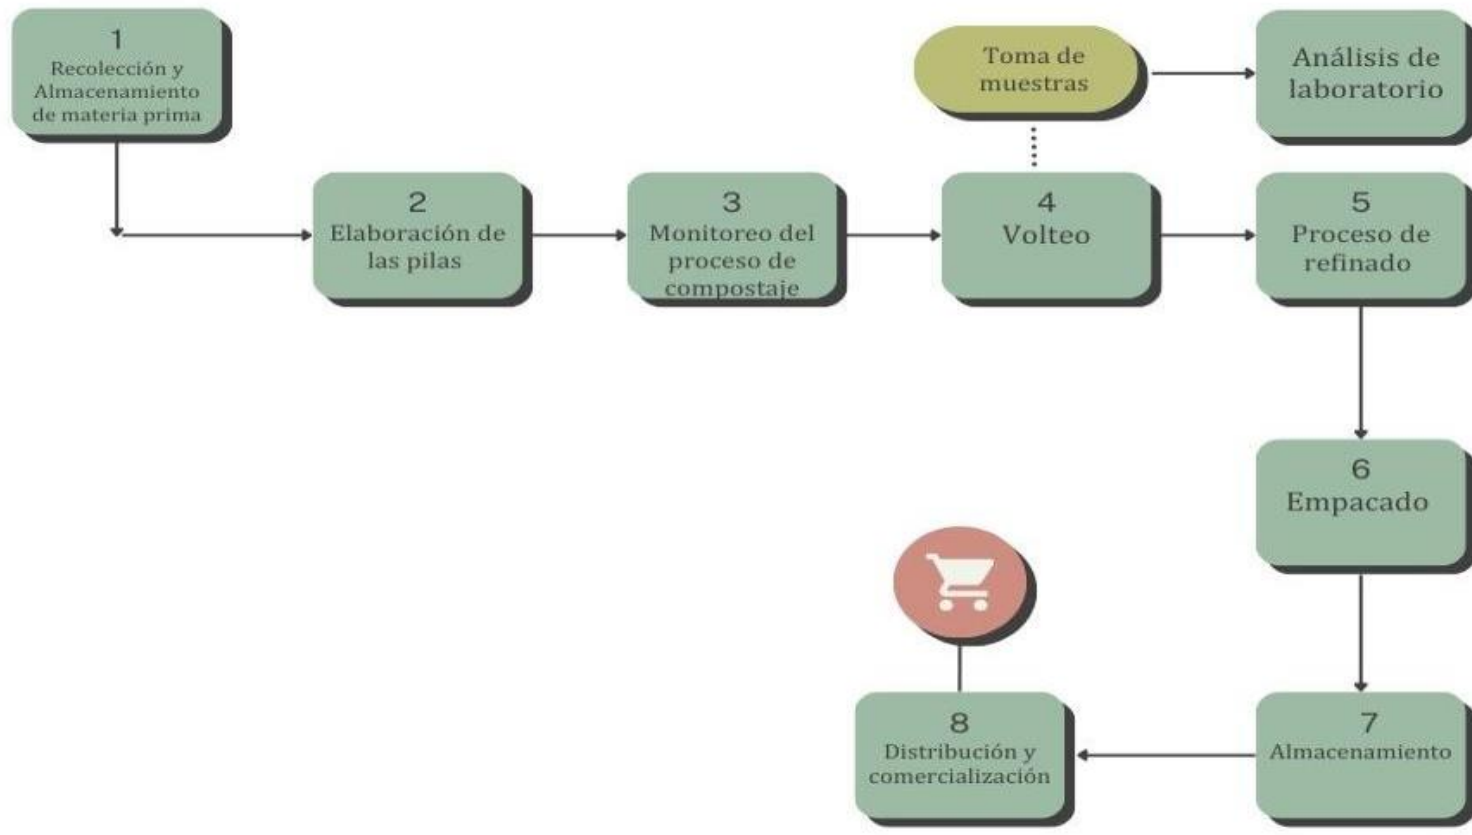 1
Recolección y
Almacenamiento
de materia prima
Toma de
muestras
Análisis de
laboratorio
2
Elaboración de
las pilas
3
Monitoreo del
proceso de
compostaje
4
Volteo
5
Proceso de
refinado
6
Empacado
7
Almacenamiento
8
Distribución y
comercialización